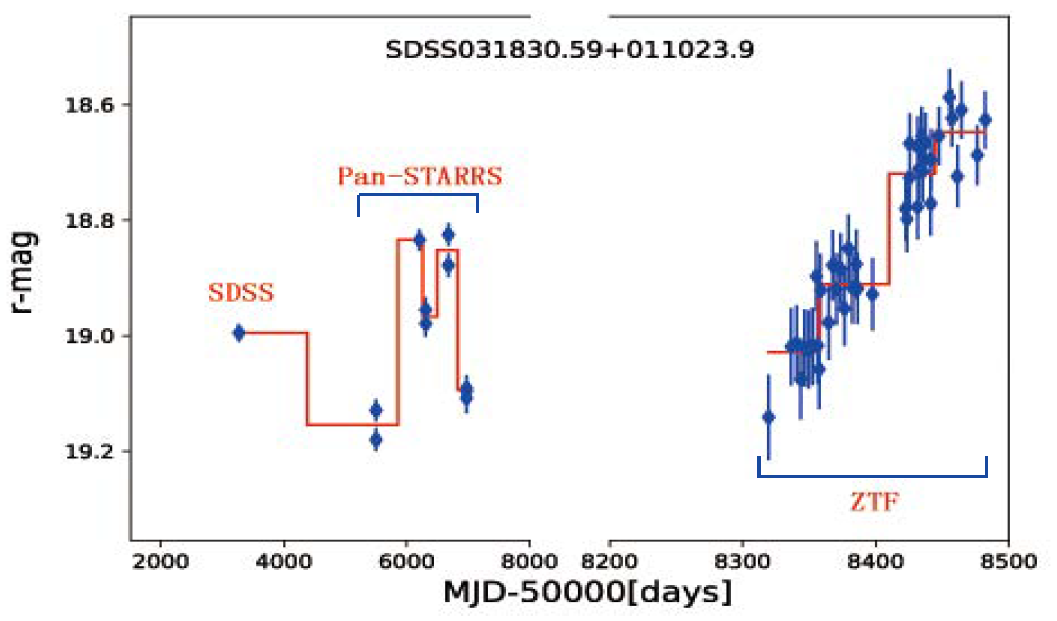 SDSS031830.59+011023.9
18.6
Pan-STARRS
18.8
SDSS
19.0
19.2
ZTF
r-mag
2000 4000 6000 8000 8200 8300 8400 8500
MJD-50000[days]